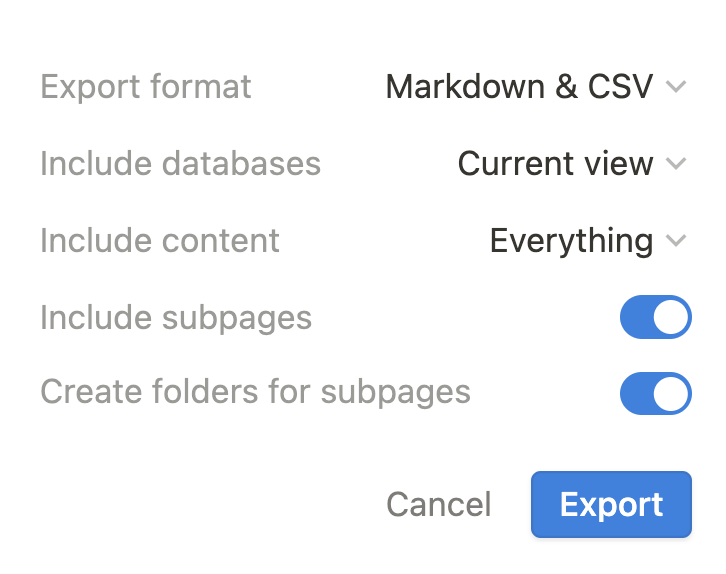 Export format Markdown & CSV
Include databases Current view
Include content Everything
Include subpages
Create folders for subpages
Cancel Export